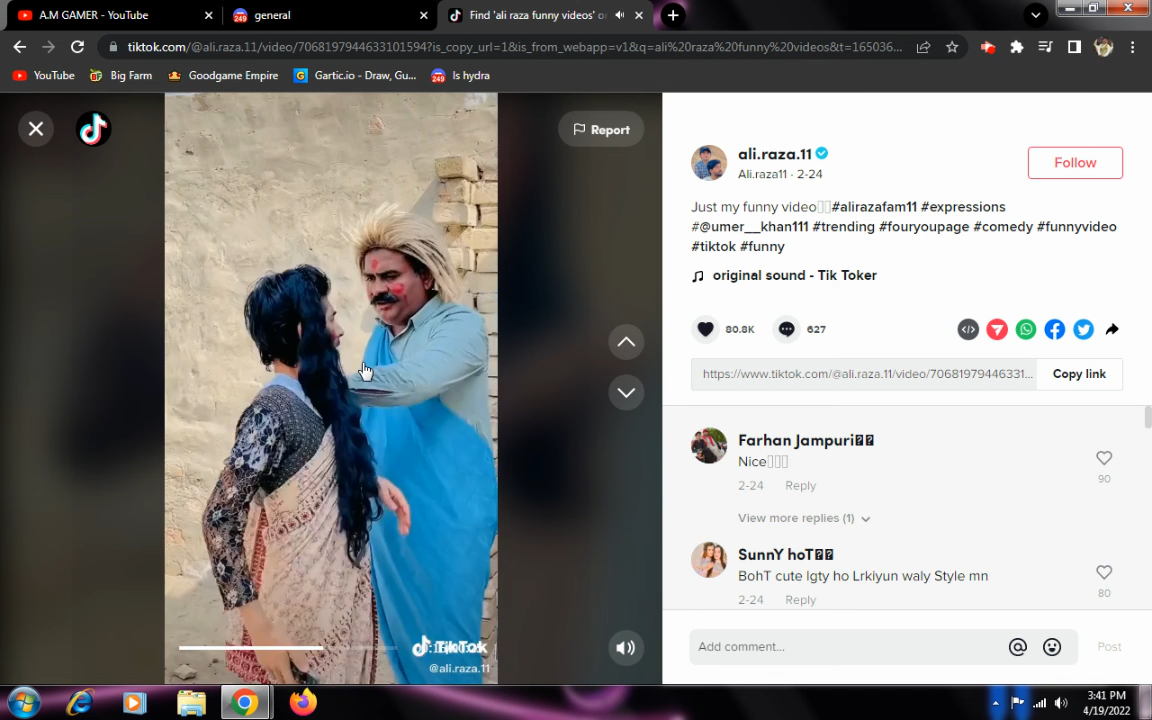 A.M GAMER - YouTube
general
Find 'ali raza funny videos' o
tiktok.com/@ali.raza.11/video/7068197944633101594?is_copy_url=1&is_from_webapp=v1&q=ali%20raza%20funny%20videos&t=165036...
YouTube
Big Farm
Goodgame Empire
Gartic.io - Draw, Gu...
Is hydra
Report
ali.raza.11
Ali.raza11 · 2-24
Follow
Just my funny video #alirazafam11 #expressions
#@umer__khan111 #trending #fouryoupage #comedy #funnyvideo
#tiktok #funny
original sound - Tik Toker
80.8K
627
https://www.tiktok.com/@ali.raza.11/video/70681979446331...
Copy link
Farhan Jampuri
Nice
90
2-24 Reply
View more replies (1)
SunnY hoT
BohT cute lgty ho Lrkiyun waly Style mn
80
2-24 Reply
TikTok
@ali.raza.11
Add comment...
Post
3:41 PM
4/19/2022